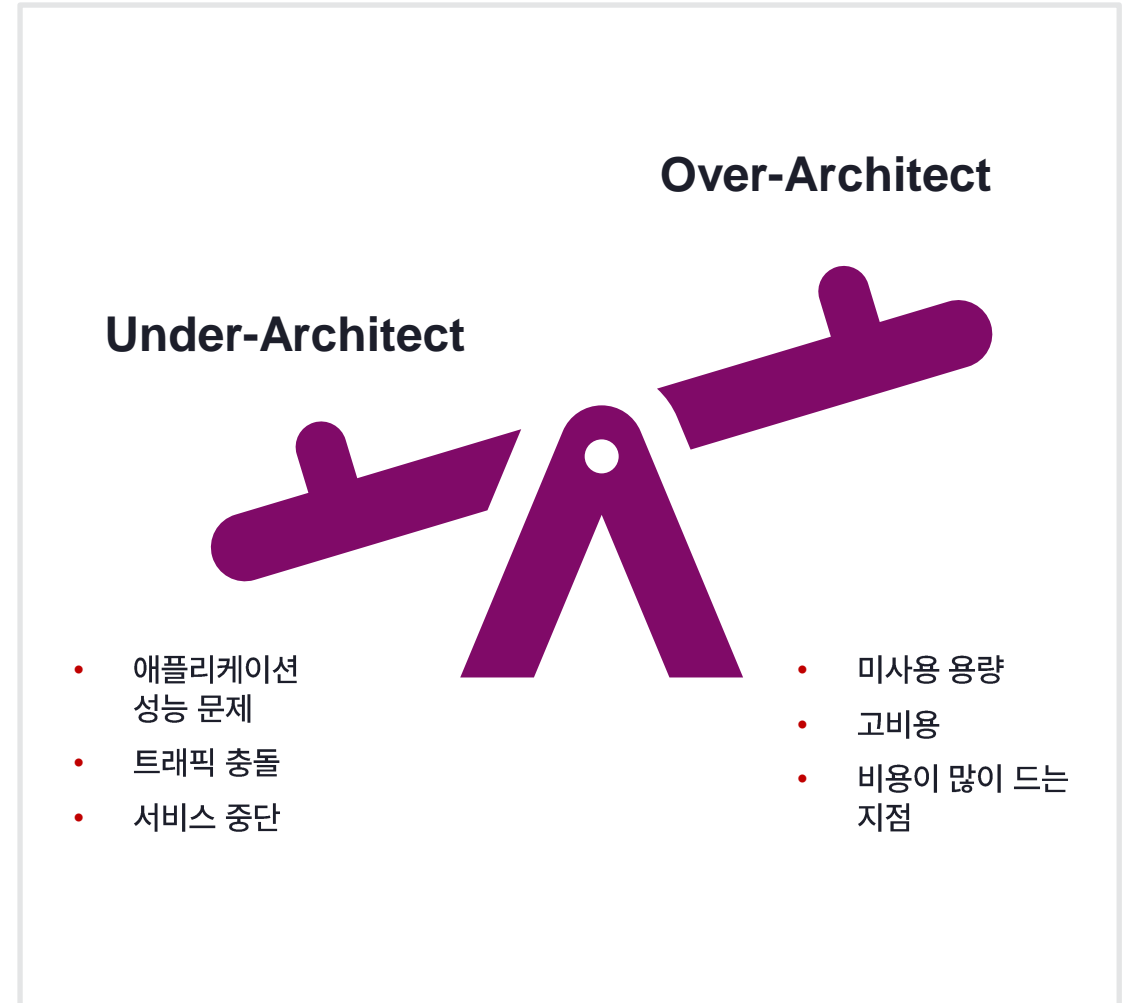 Over-Architect
Under-Architect
• 애플리케이션
성능 문제
• 트래픽 충돌
• 서비스 중단
• 미사용 용량
• 고비용
• 비용이 많이 드는
지점